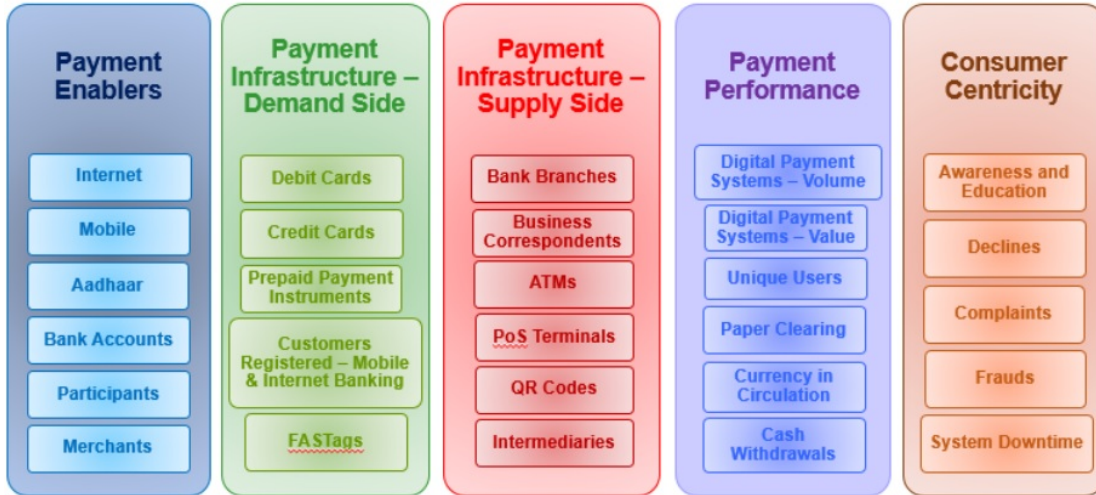 Payment
Enablers
Internet
Mobile
Aadhaar
Bank Accounts
Participants
Merchants
Payment
Infrastructure –
Demand Side
Debit Cards
Credit Cards
Prepaid Payment
Instruments
Customers
Registered – Mobile
& Internet Banking
FASTags
Payment
Infrastructure –
Supply Side
Bank Branches
Business
Correspondents
ATMs
PoS Terminals
QR Codes
Intermediaries
Payment
Performance
Digital Payment
Systems – Volume
Digital Payment
Systems – Value
Unique Users
Paper Clearing
Currency in
Circulation
Cash
Withdrawals
Consumer
Centricity
Awareness and
Education
Declines
Complaints
Frauds
System Downtime